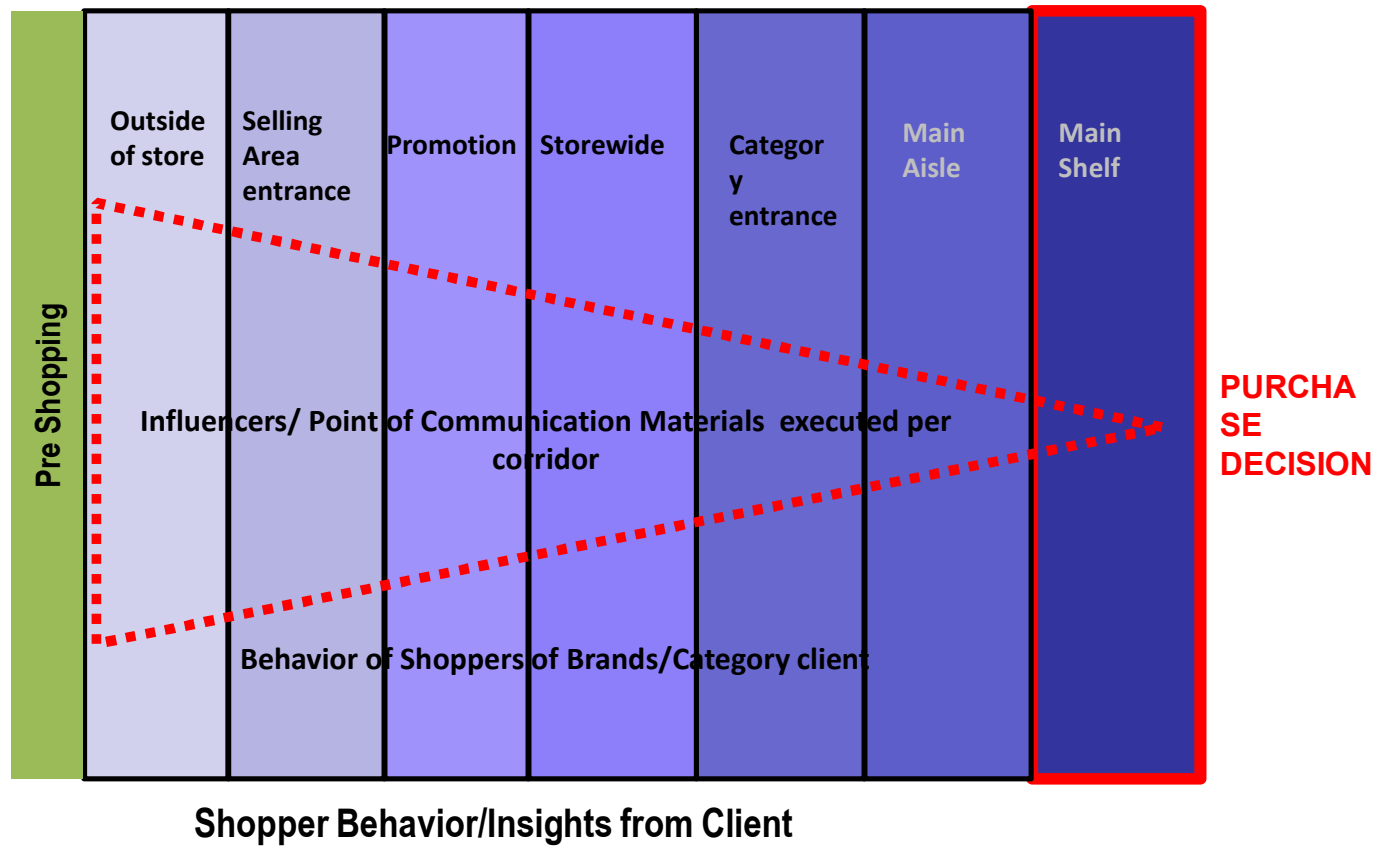 Pre Shopping
Outside
of store
Selling
Area
entrance
Promotion
Storewide
Categor
y
entrance
Main
Aisle
Main
Shelf
Influencers/ Point of Communication Materials executed per
corridor
PURCHA
SE
DECISION
Behavior of Shoppers of Brands/Category client
Shopper Behavior/Insights from Client